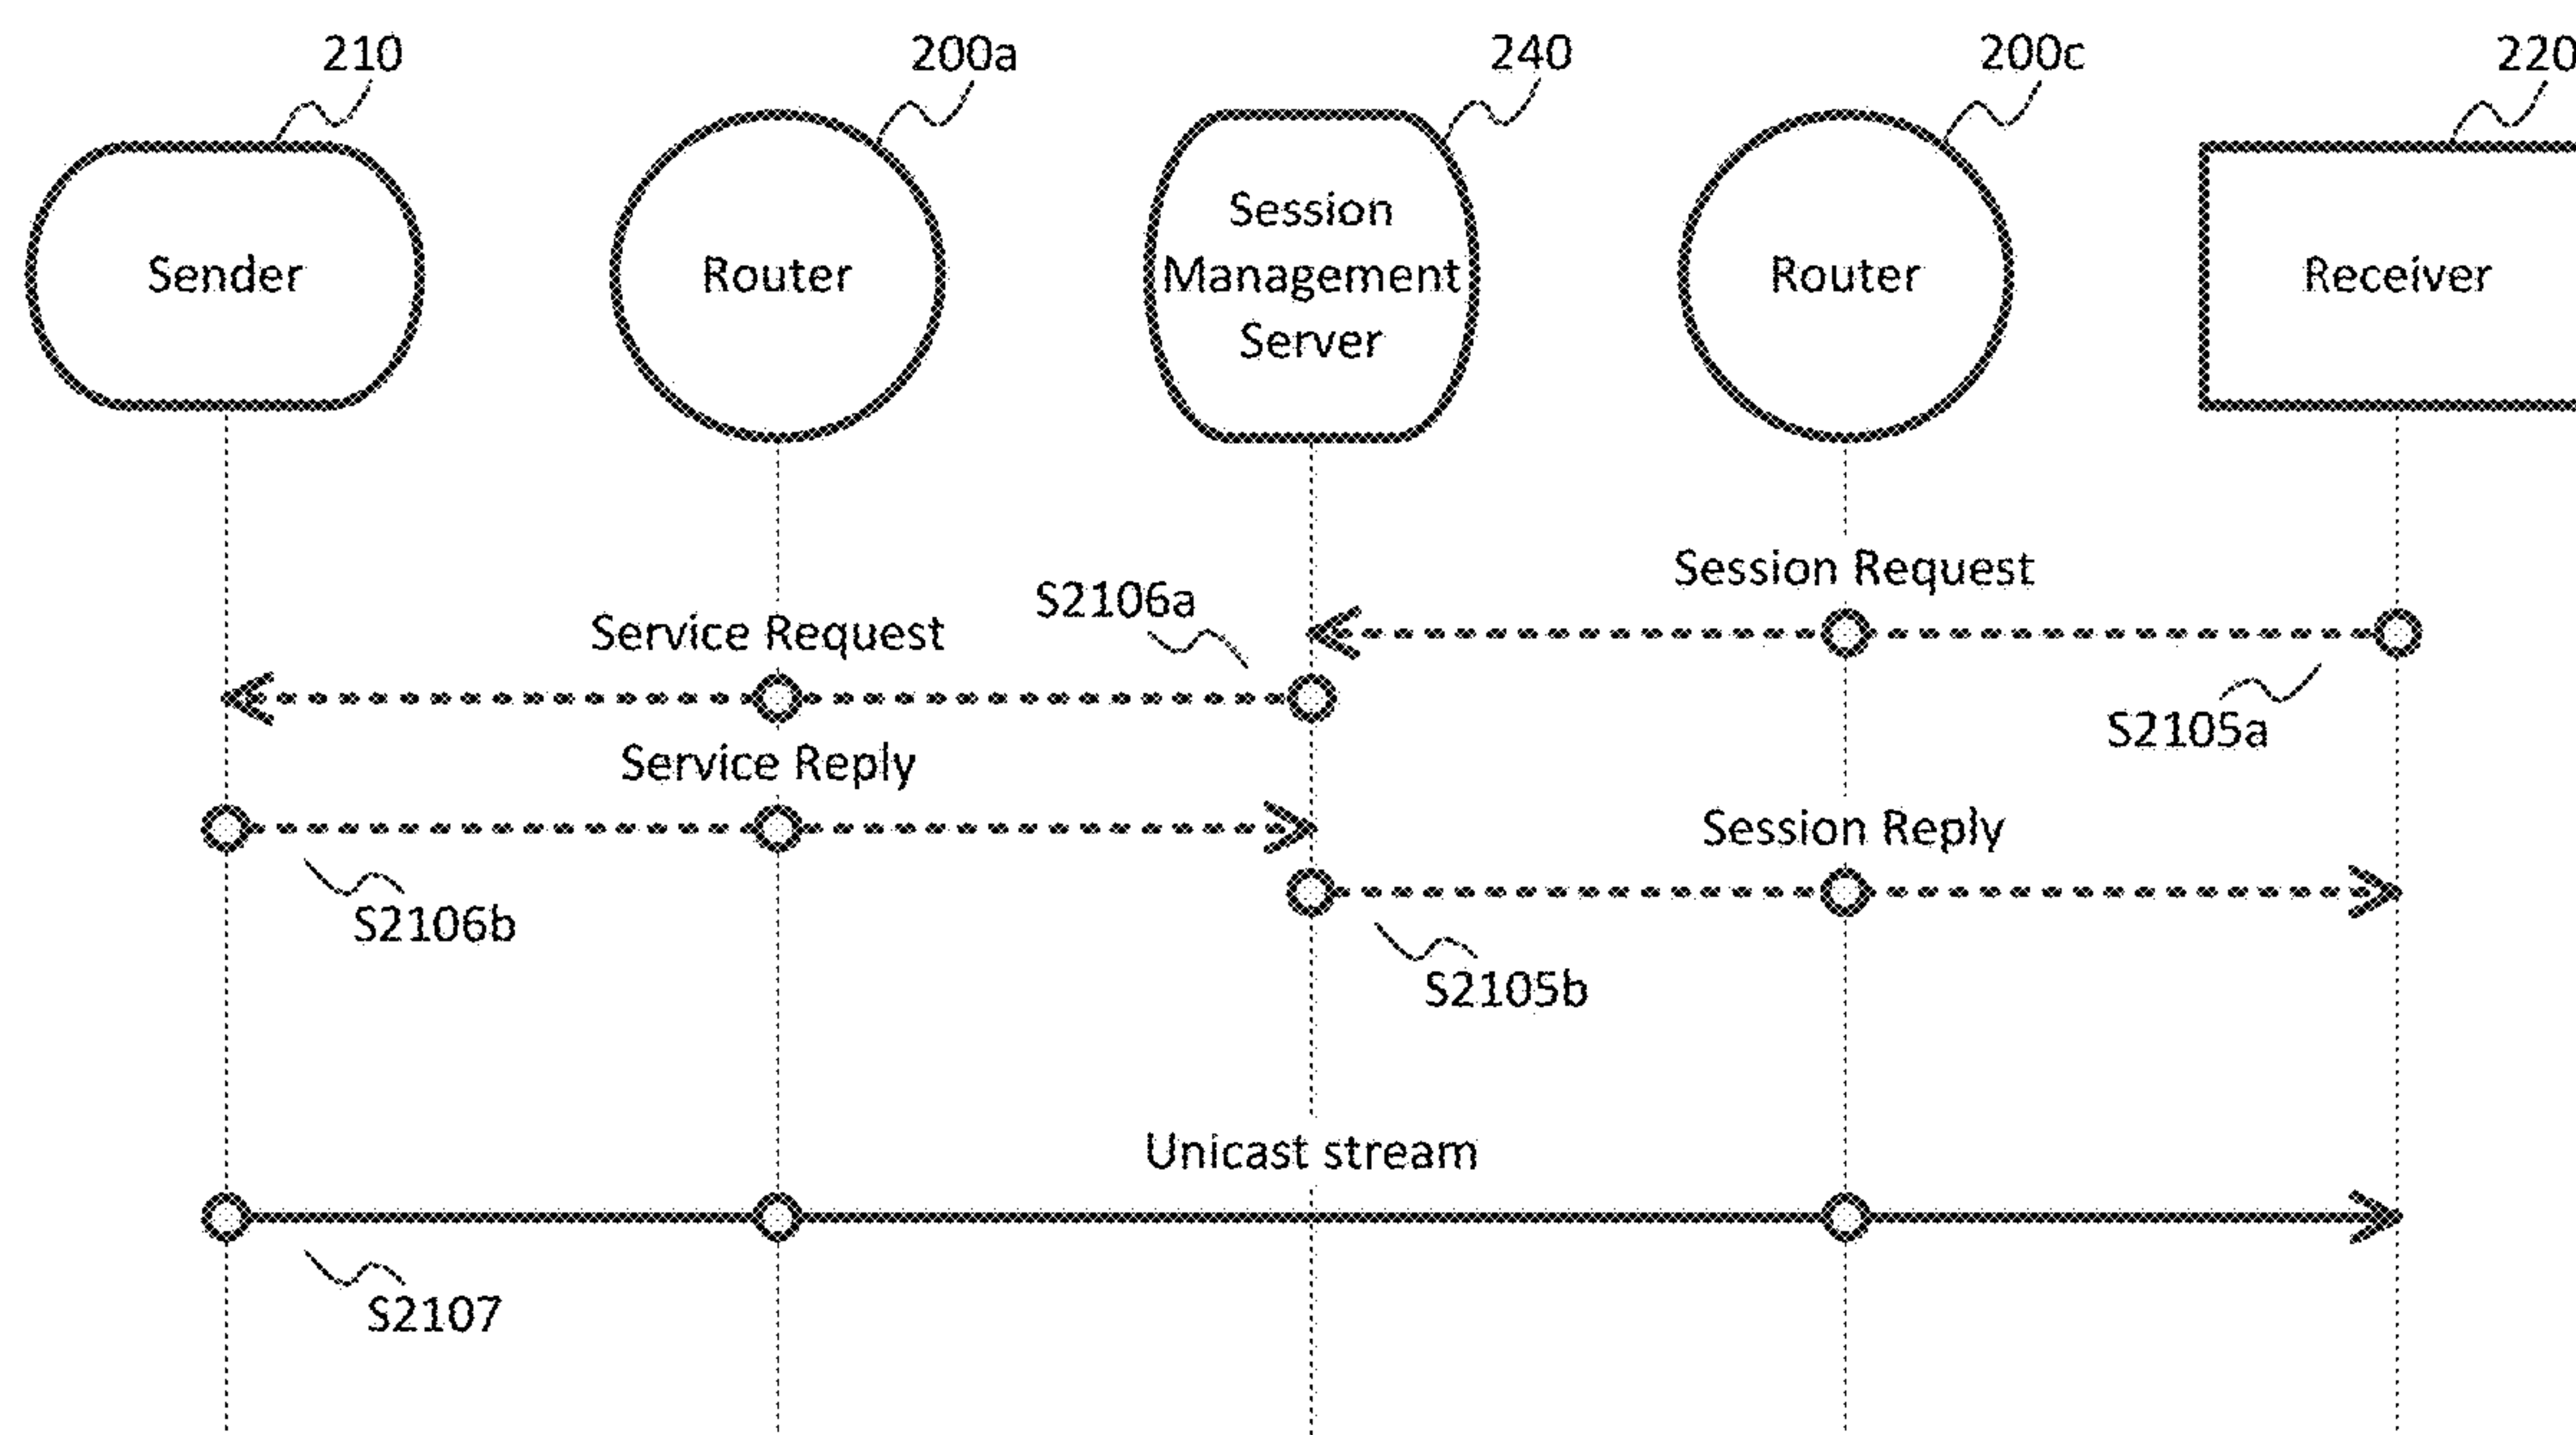 210
200a
240
200c
220
Sender
Router
Session
Management
Server
Router
Receiver
Session Request
S2106a
Service Request
S2105a
Service Reply
Session Reply
S2106b
S2105b
Unicast stream
S2107